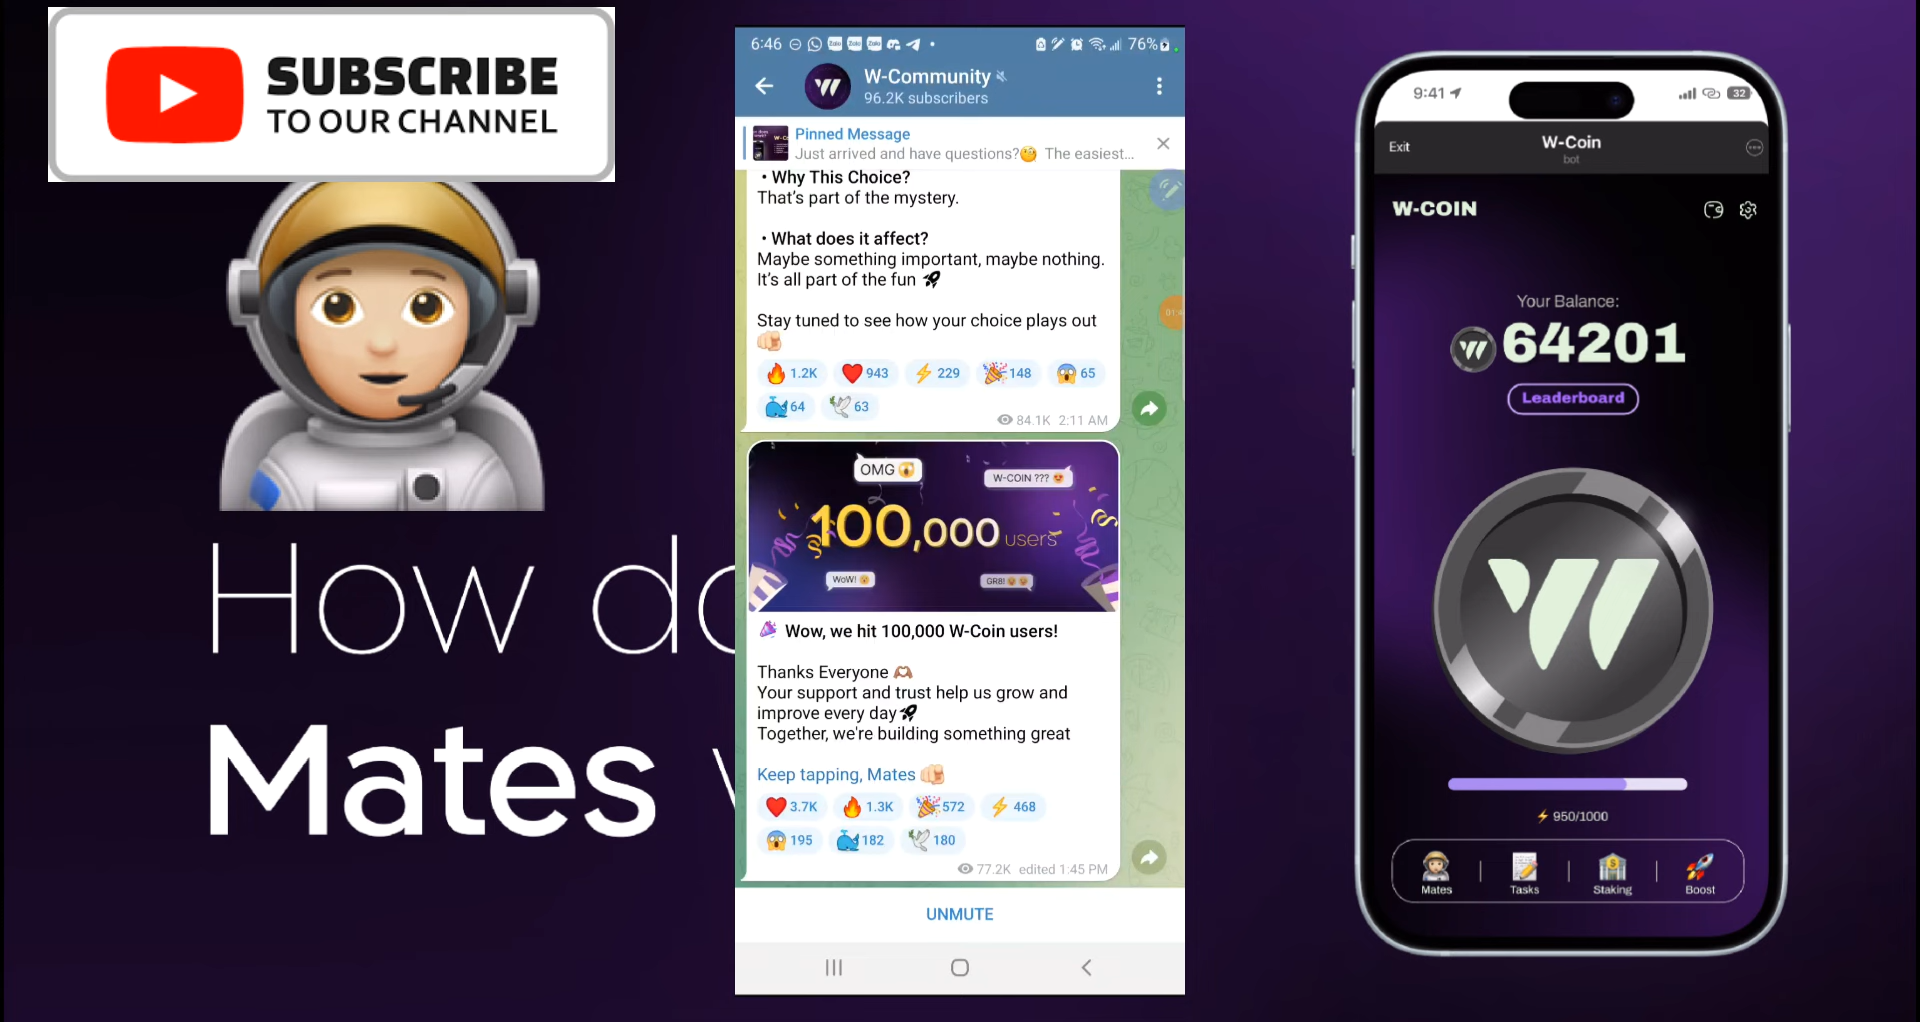 SUBSCRIBE
TO OUR CHANNEL
How do
Mates
6:46
76%
W-Community
96.2K subscribers
Pinned Message
Just arrived and have questions?🧐 The easiest...
• Why This Choice?
That's part of the mystery.
• What does it affect?
Maybe something important, maybe nothing.
It's all part of the fun 🚀
Stay tuned to see how your choice plays out
🫵🏻
🔥 1.2K ❤️ 943 ⚡ 229 🎉 148 😱 65
🐳 64 🕊 63
84.1K 2:11 AM
OMG 😱
W-COIN ??? 😍
100,000 users
WoW! 😮
GR8!
🎉 Wow, we hit 100,000 W-Coin users!
Thanks Everyone 🫶🏽
Your support and trust help us grow and
improve every day🚀
Together, we're building something great
Keep tapping, Mates 🫵🏻
❤️ 3.7K 🔥 1.3K 🎉 572 ⚡ 468
😱 195 🐳 182 🕊 180
77.2K edited 1:45 PM
UNMUTE
9:41
32
Exit
W-Coin
bot
W-COIN
Your Balance:
64201
Leaderboard
⚡ 950/1000
Mates
Tasks
Staking
Boost